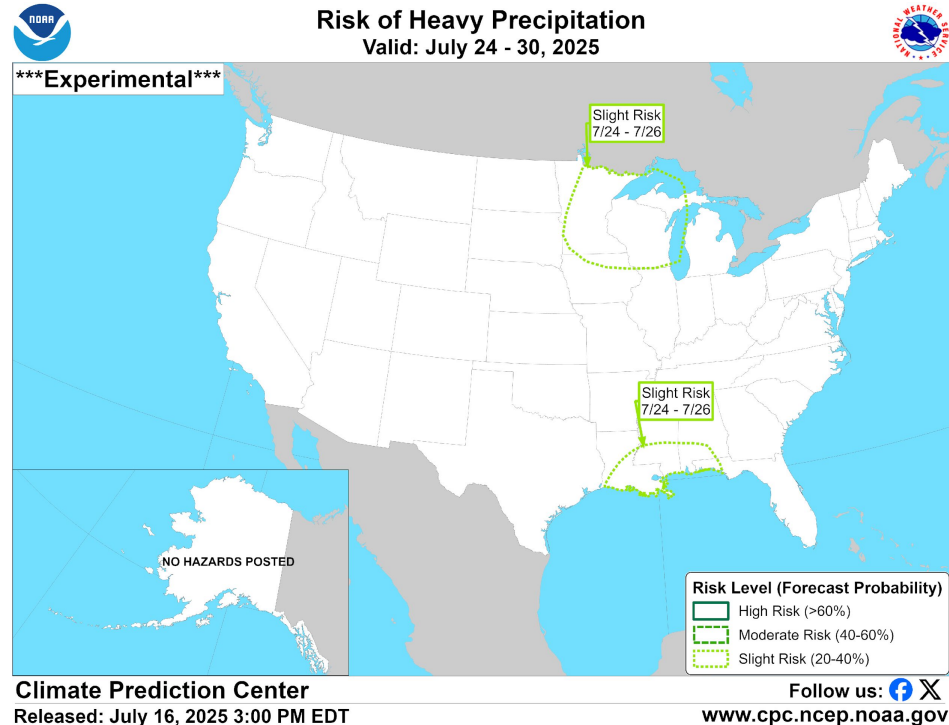 NOAA
Risk of Heavy Precipitation
Valid: July 24 - 30, 2025
NATIONAL WEATHER SERVICE
***Experimental***
Slight Risk
7/24 - 7/26
Slight Risk
7/24 - 7/26
NO HAZARDS POSTED
Risk Level (Forecast Probability)
High Risk (>60%)
Moderate Risk (40-60%)
Slight Risk (20-40%)
Climate Prediction Center
Follow us:
Released: July 16, 2025 3:00 PM EDT
www.cpc.ncep.noaa.gov